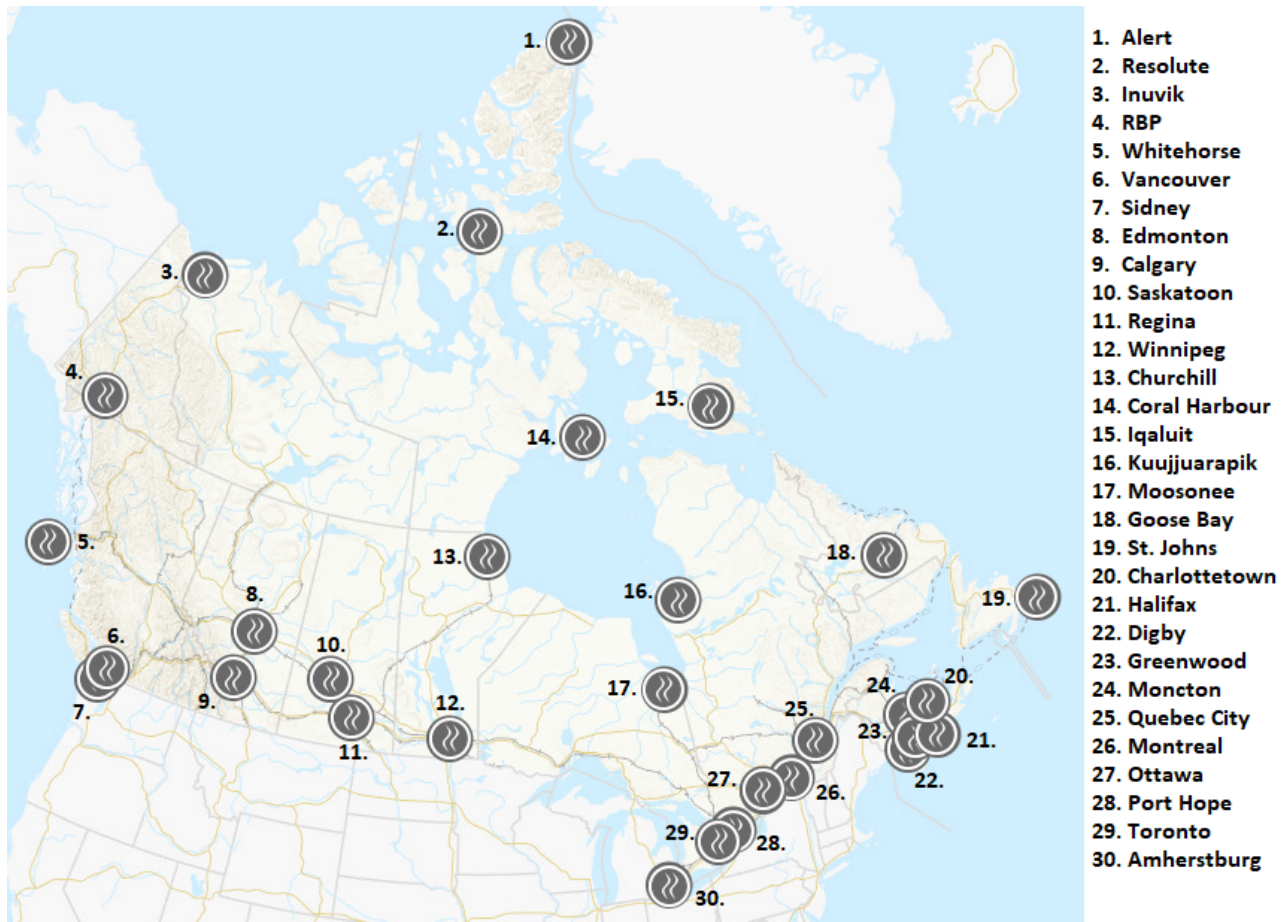 1.
2.
3.
4.
5.
6.
7.
8.
9.
10.
11.
12.
13.
14.
15.
16.
17.
18.
19.
20.
21.
22.
23.
24.
25.
26.
27.
28.
29.
30.
1. Alert
2. Resolute
3. Inuvik
4. RBP
5. Whitehorse
6. Vancouver
7. Sidney
8. Edmonton
9. Calgary
10. Saskatoon
11. Regina
12. Winnipeg
13. Churchill
14. Coral Harbour
15. Iqaluit
16. Kuujjuarapik
17. Moosonee
18. Goose Bay
19. St. Johns
20. Charlottetown
21. Halifax
22. Digby
23. Greenwood
24. Moncton
25. Quebec City
26. Montreal
27. Ottawa
28. Port Hope
29. Toronto
30. Amherstburg